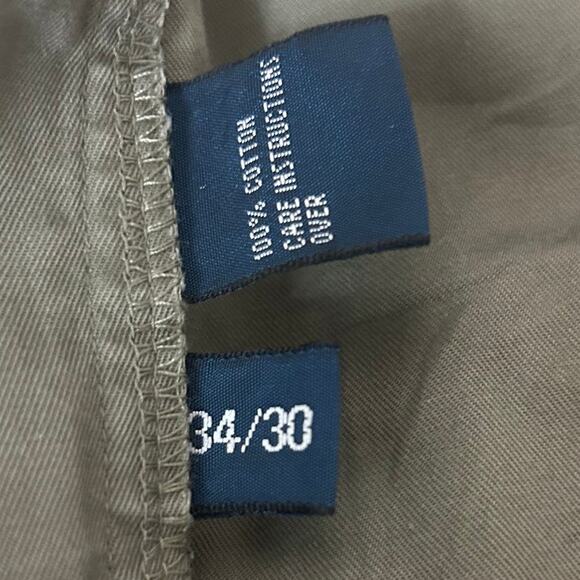 100% COTTON
CARE INSTRUCTIONS
OVER
34/30